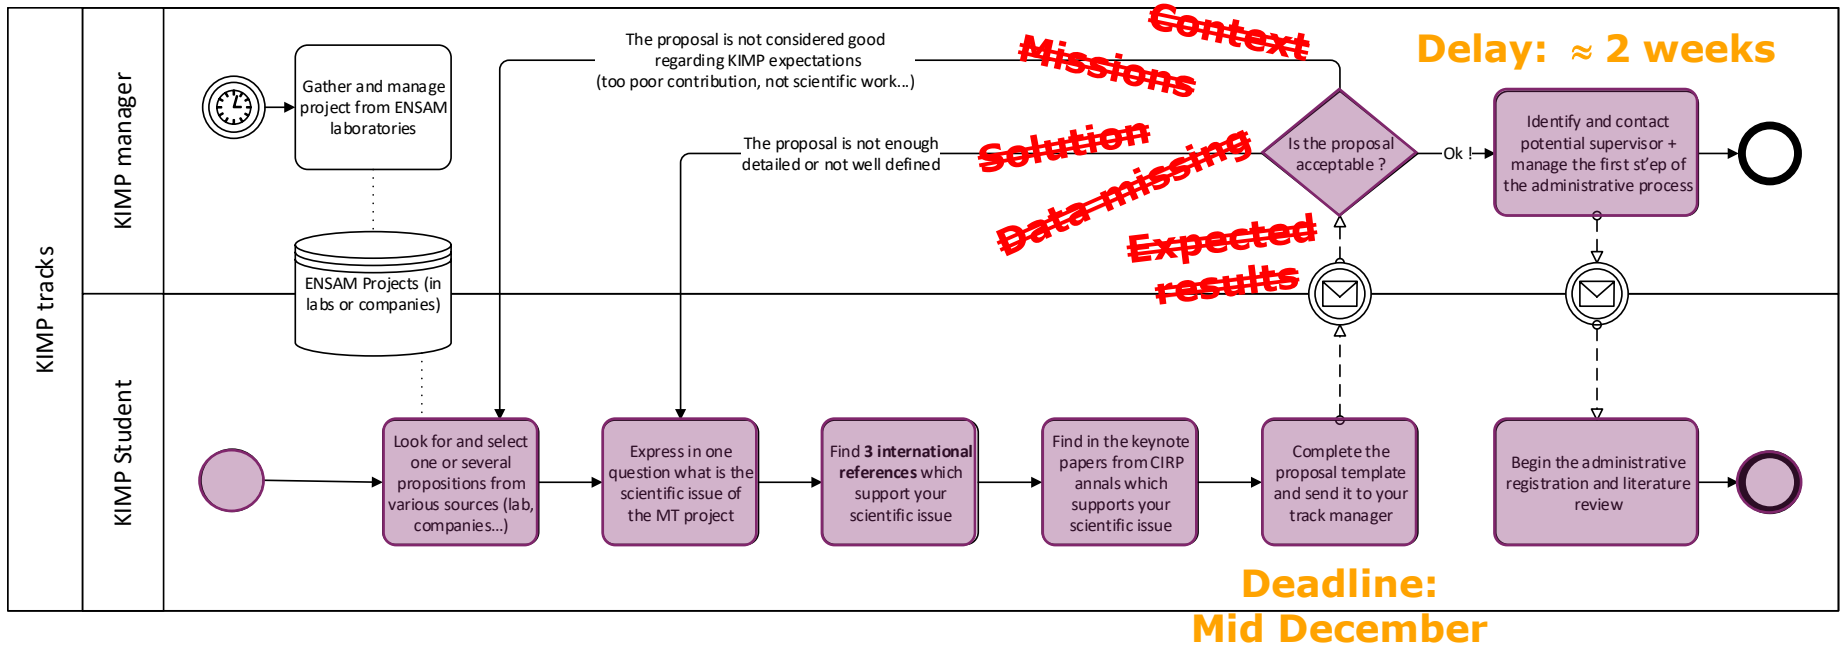 KIMP tracks
KIMP manager
KIMP Student
Gather and manage
project from ENSAM
laboratories
ENSAM Projects (in
labs or companies)
The proposal is not considered good
regarding KIMP expectations
(too poor contribution, not scientific work...)
The proposal is not enough
detailed or not well defined
Context
Missions
Solution
Data missing
Expected
results
Delay: ≈ 2 weeks
Is the proposal
acceptable ?
Ok !
Identify and contact
potential supervisor +
manage the first st'ep of
the administrative process
Look for and select
one or several
propositions from
various sources (lab,
companies...)
Express in one
question what is the
scientific issue of
the MT project
Find 3 international
references which
support your
scientific issue
Find in the keynote
papers from CIRP
annals which
supports your
scientific issue
Complete the
proposal template
and send it to your
track manager
Begin the administrative
registration and literature
review
Deadline:
Mid December